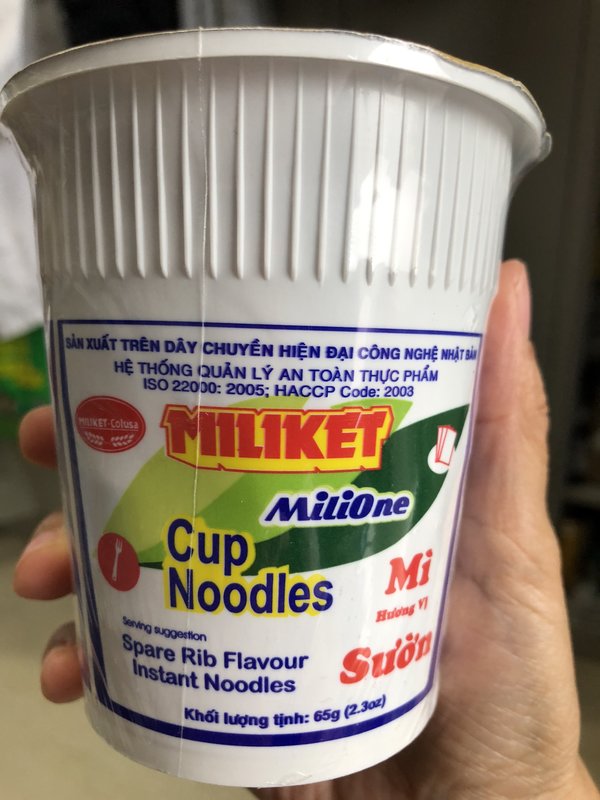 SẢN XUẤT TRÊN DÂY CHUYỀN HIỆN ĐẠI CÔNG NGHỆ NHẬT BẢN
HỆ THỐNG QUẢN LÝ AN TOÀN THỰC PHẨM
ISO 22000: 2005; HACCP Code: 2003
MILIKET-Colusa
MILIKET
MiliOne
Cup
Noodles
Mì
Hương Vị
Sườn
Serving suggestion
Spare Rib Flavour
Instant Noodles
Khối lượng tịnh: 65g (2.3oz)